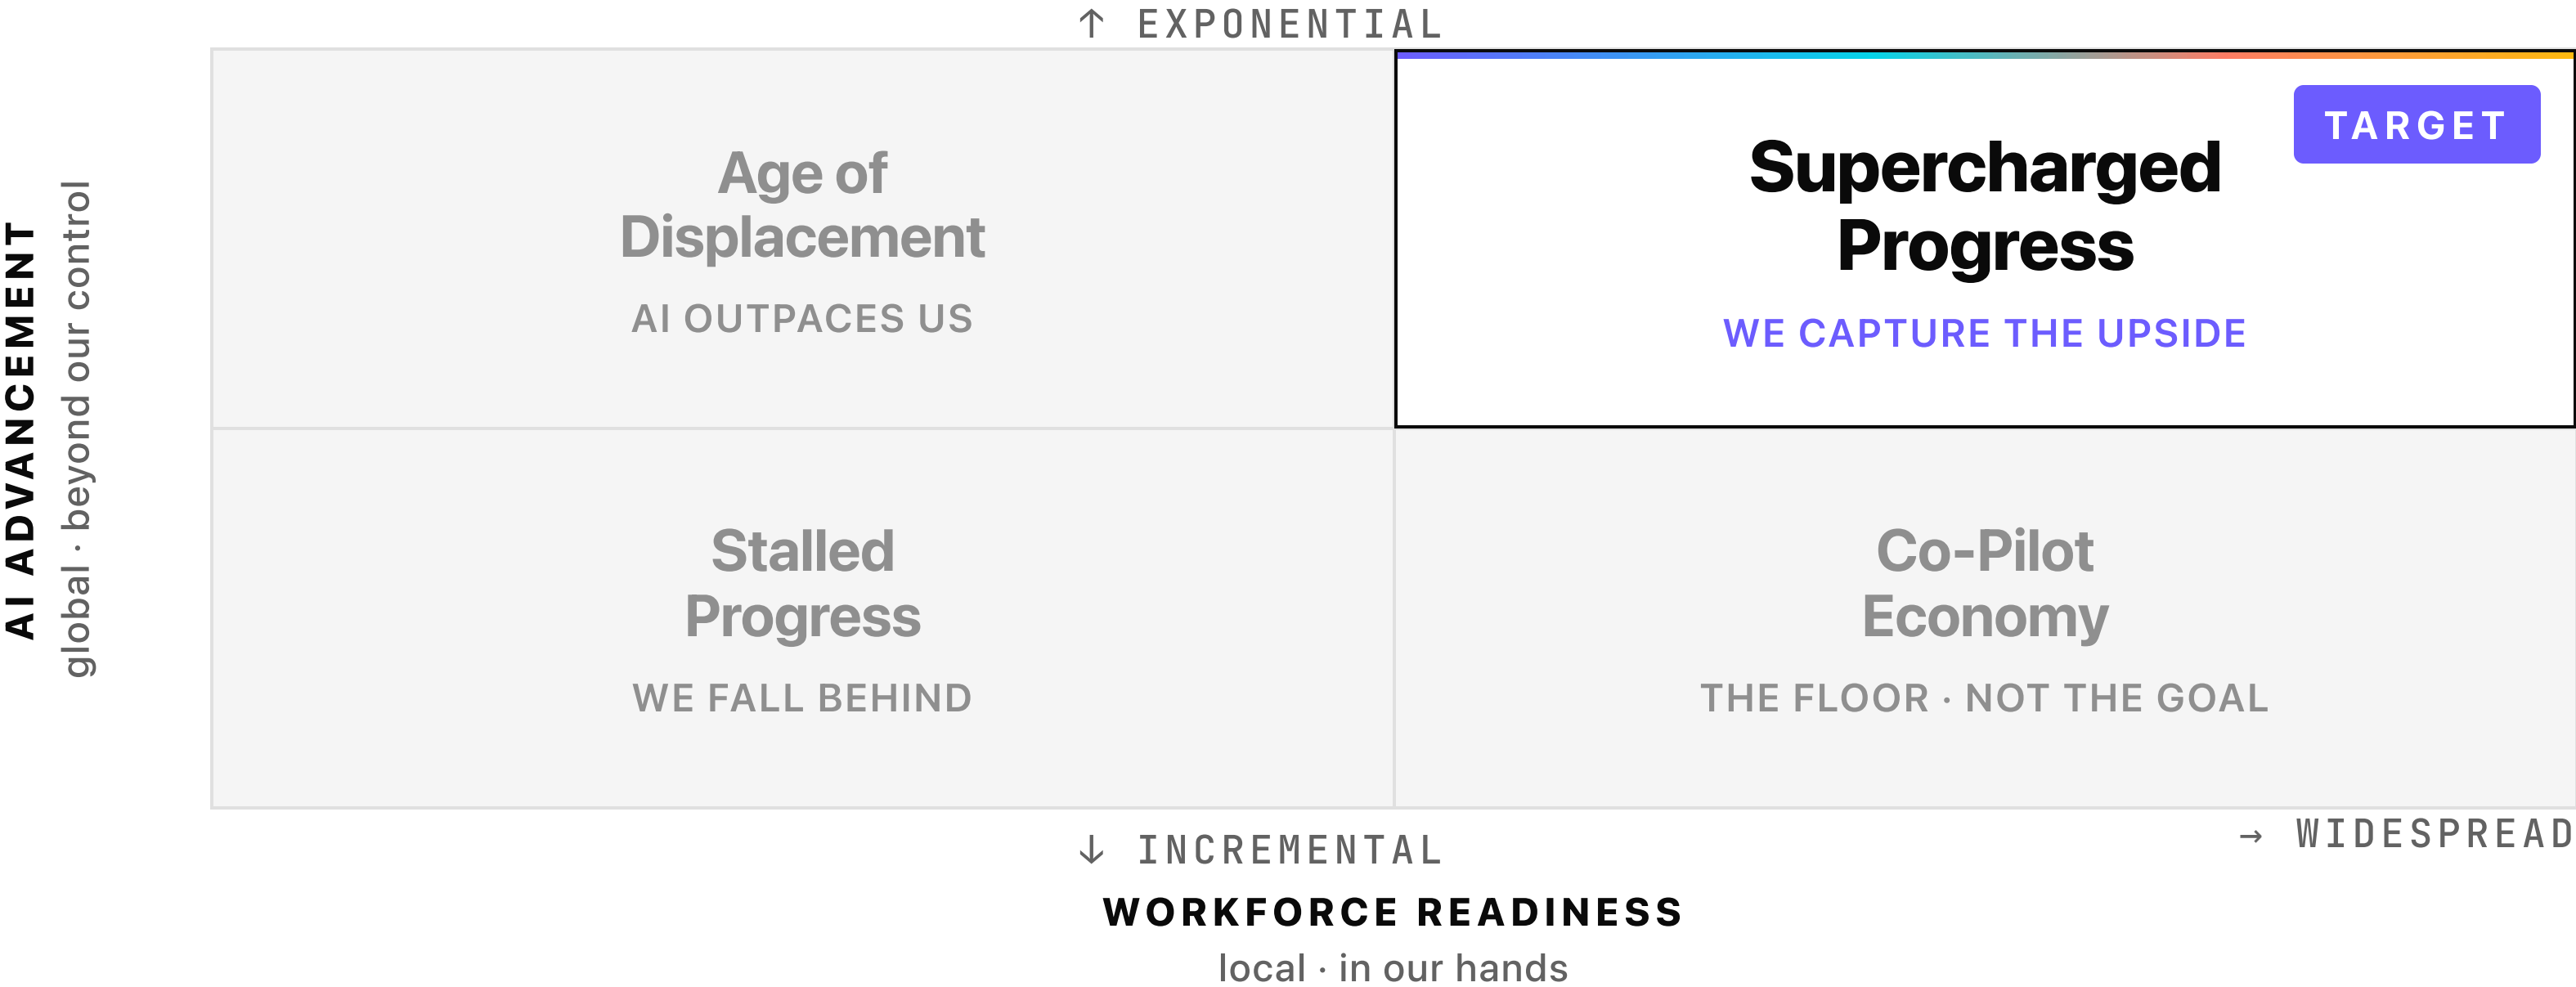 ↑ EXPONENTIAL
AI ADVANCEMENT
global · beyond our control
Age of
Displacement
AI OUTPACES US
TARGET
Supercharged
Progress
WE CAPTURE THE UPSIDE
Stalled
Progress
WE FALL BEHIND
Co-Pilot
Economy
THE FLOOR · NOT THE GOAL
↓ INCREMENTAL
→ WIDESPREAD
WORKFORCE READINESS
local · in our hands